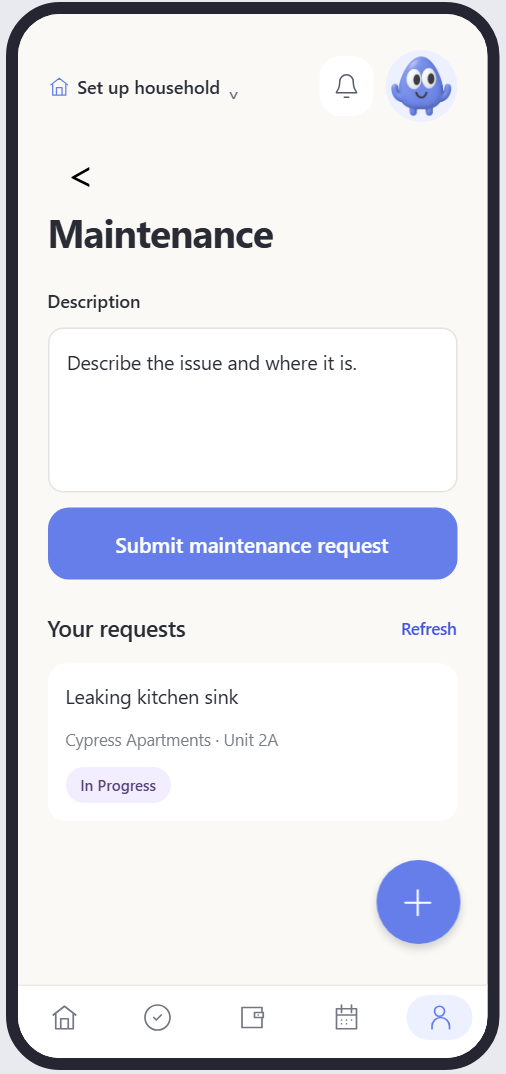 Set up household
<
Maintenance
Description
Describe the issue and where it is.
Submit maintenance request
Your requests
Refresh
Leaking kitchen sink
Cypress Apartments · Unit 2A
In Progress